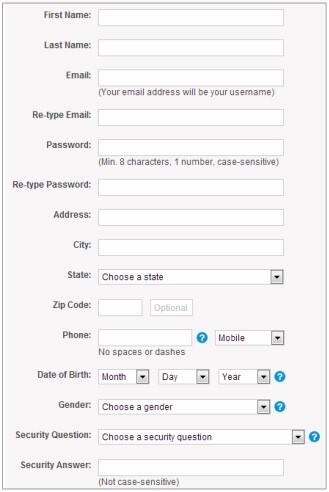 First Name:
Last Name:
Email:
(Your email address will be your username)
Re-type Email:
Password:
(Min. 8 characters, 1 number, case-sensitive)
Re-type Password:
Address:
City:
State: Choose a state
Zip Code: Optional
Phone: ? Mobile
No spaces or dashes
Date of Birth: Month Day Year ?
Gender: Choose a gender ?
Security Question: Choose a security question ?
Security Answer:
(Not case-sensitive)